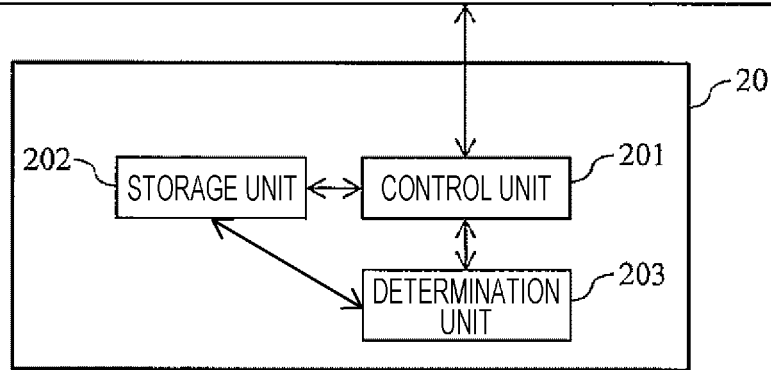 20
202
STORAGE UNIT
CONTROL UNIT
201
DETERMINATION
UNIT
203